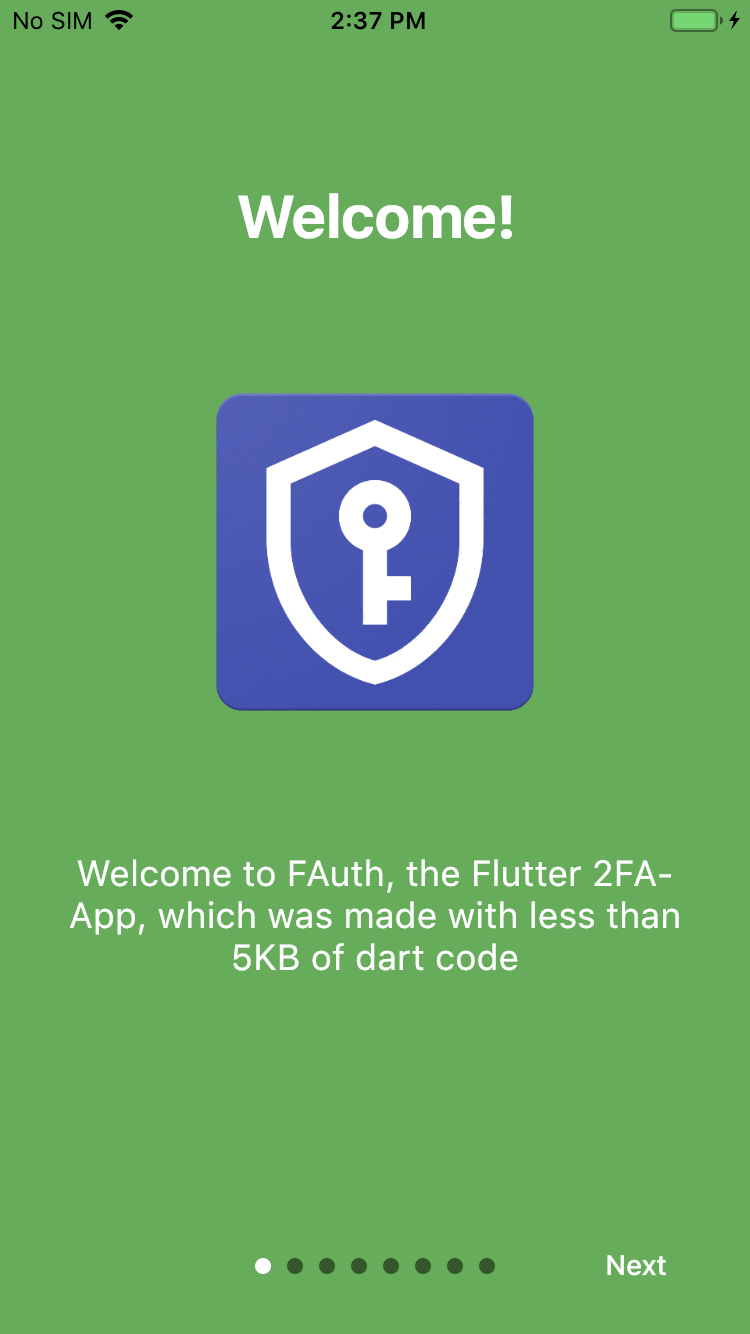 No SIM 2:37 PM
Welcome!
Welcome to FAuth, the Flutter 2FA-
App, which was made with less than
5KB of dart code
Next